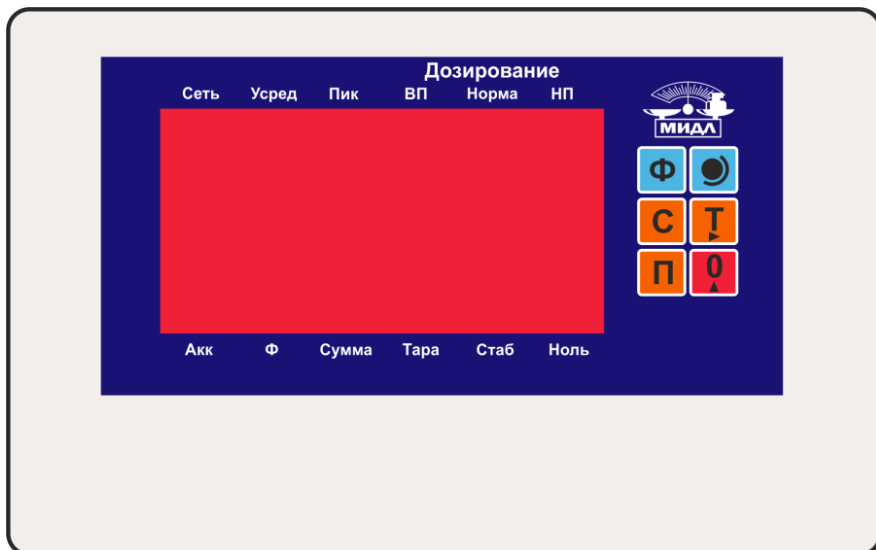 Дозирование
Сеть Усред Пик ВП Норма НП
МИДЛ
Ф
С Т
П 0
Акк Ф Сумма Тара Стаб Ноль